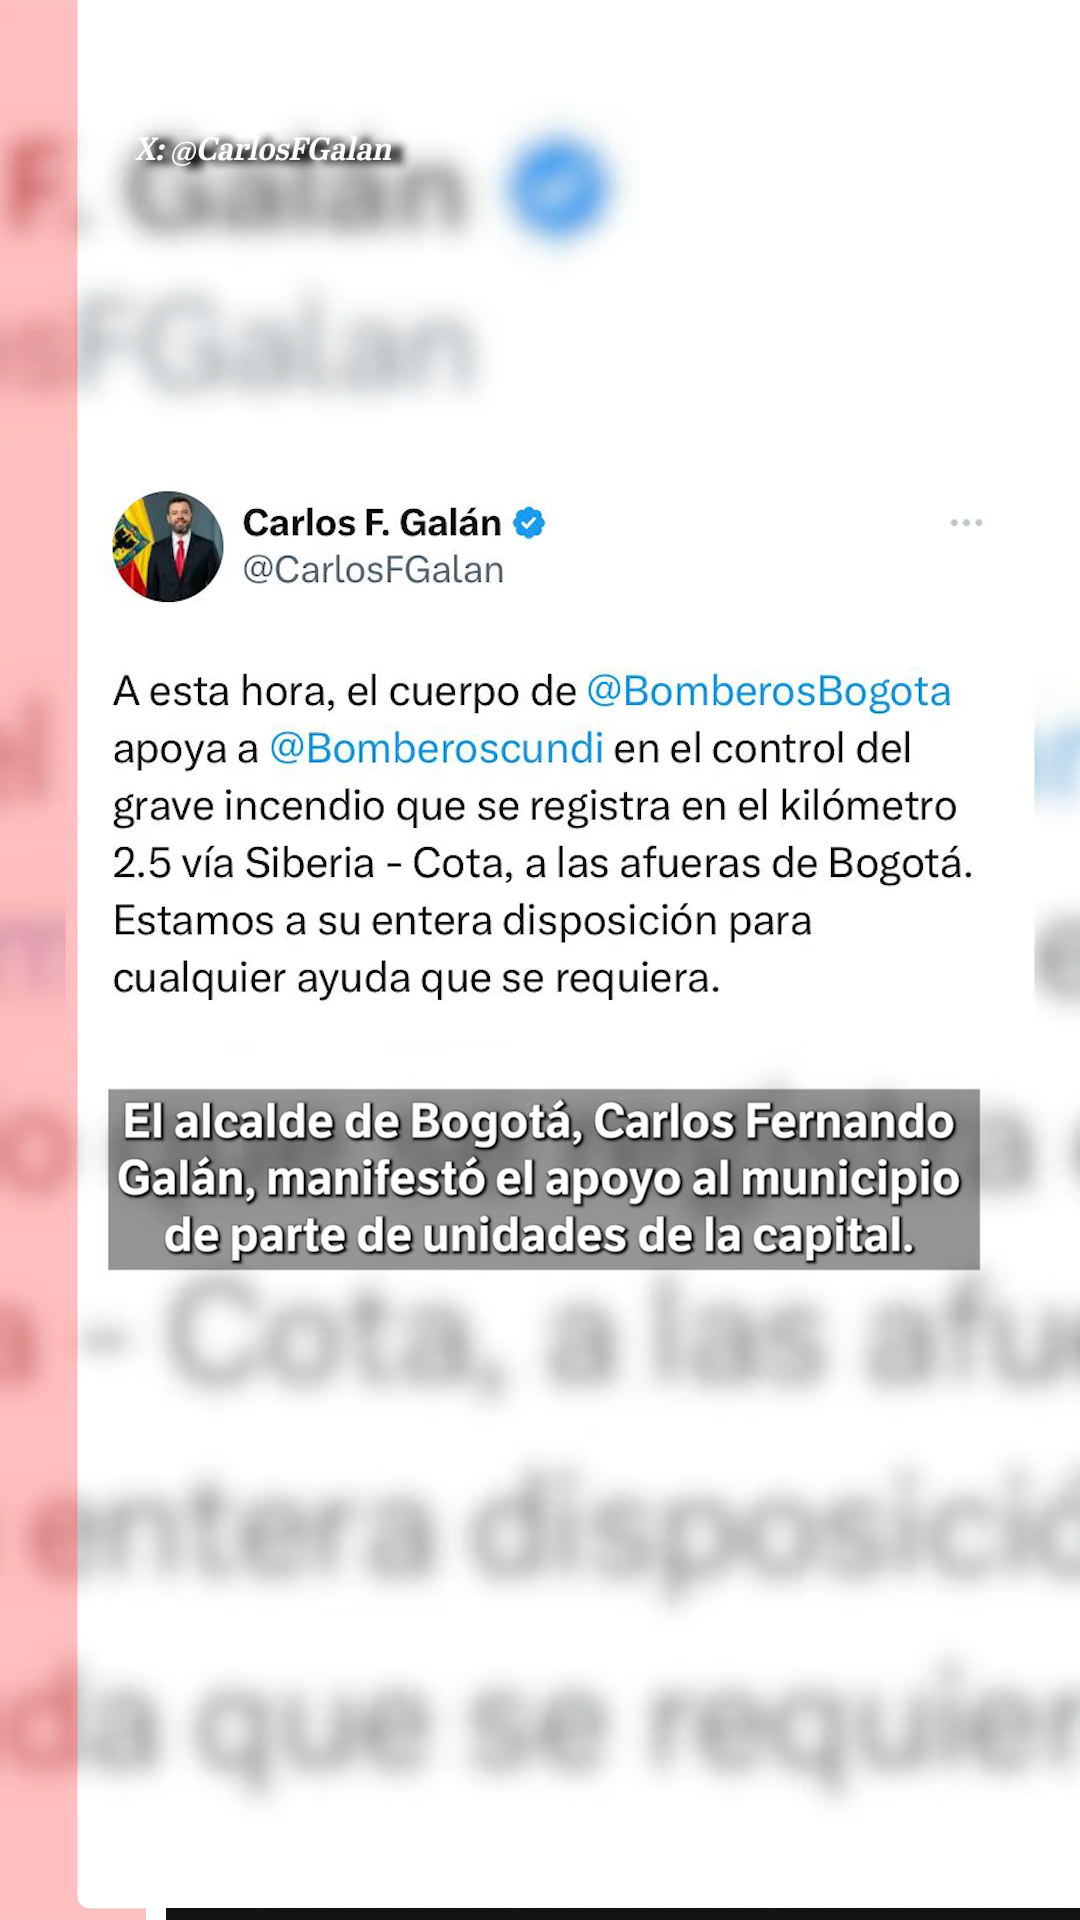 X: @CarlosFGalan
F. Galán
osFGalan
Carlos F. Galán
@CarlosFGalan
A esta hora, el cuerpo de @BomberosBogota
apoya a @Bomberoscundi en el control del
grave incendio que se registra en el kilómetro
2.5 vía Siberia - Cota, a las afueras de Bogotá.
Estamos a su entera disposición para
cualquier ayuda que se requiera.
El alcalde de Bogotá, Carlos Fernando
Galán, manifestó el apoyo al municipio
de parte de unidades de la capital.
- Cota, a las afue
entera disposició
da que se requier